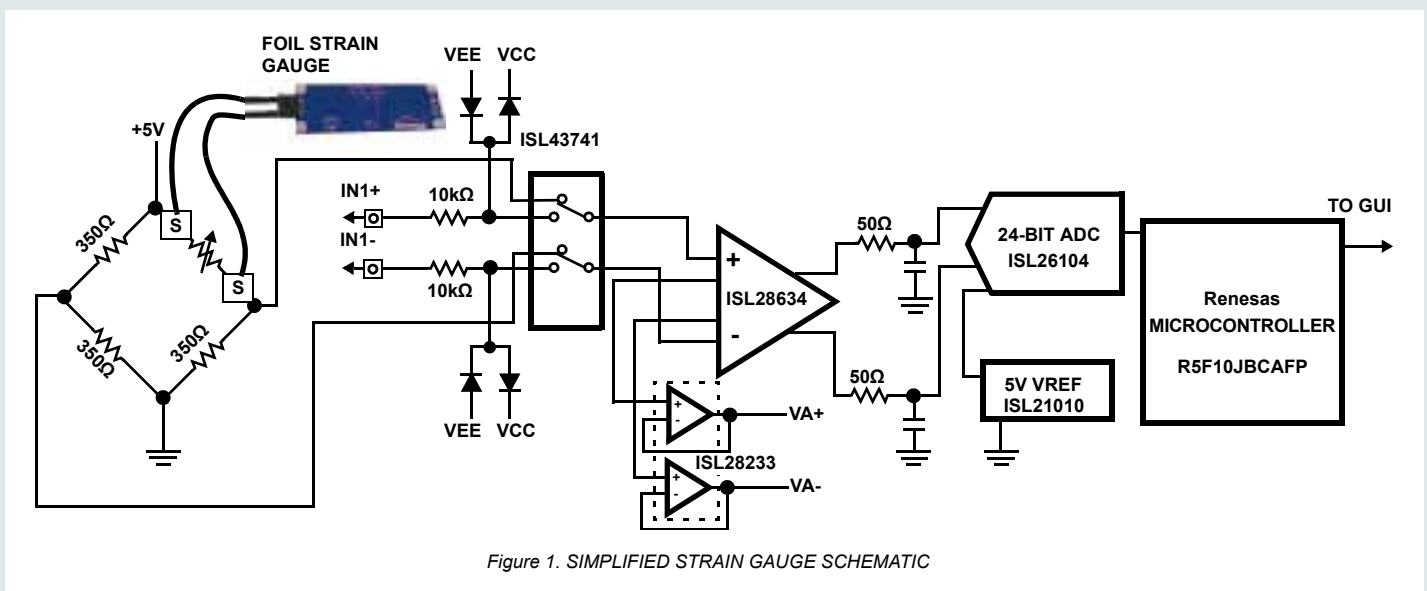 FOIL STRAIN
GAUGE
VEE VCC
+5V
ISL43741
IN1+
10kΩ
IN1-
10kΩ
S
S
350Ω
350Ω
350Ω
VEE VCC
+
-
ISL28634
50Ω
50Ω
24-BIT ADC
ISL26104
5V VREF
ISL21010
Renesas
MICROCONTROLLER
R5F10JBCAFP
TO GUI
+
-
VA+
ISL28233
+
-
VA-
Figure 1. SIMPLIFIED STRAIN GAUGE SCHEMATIC